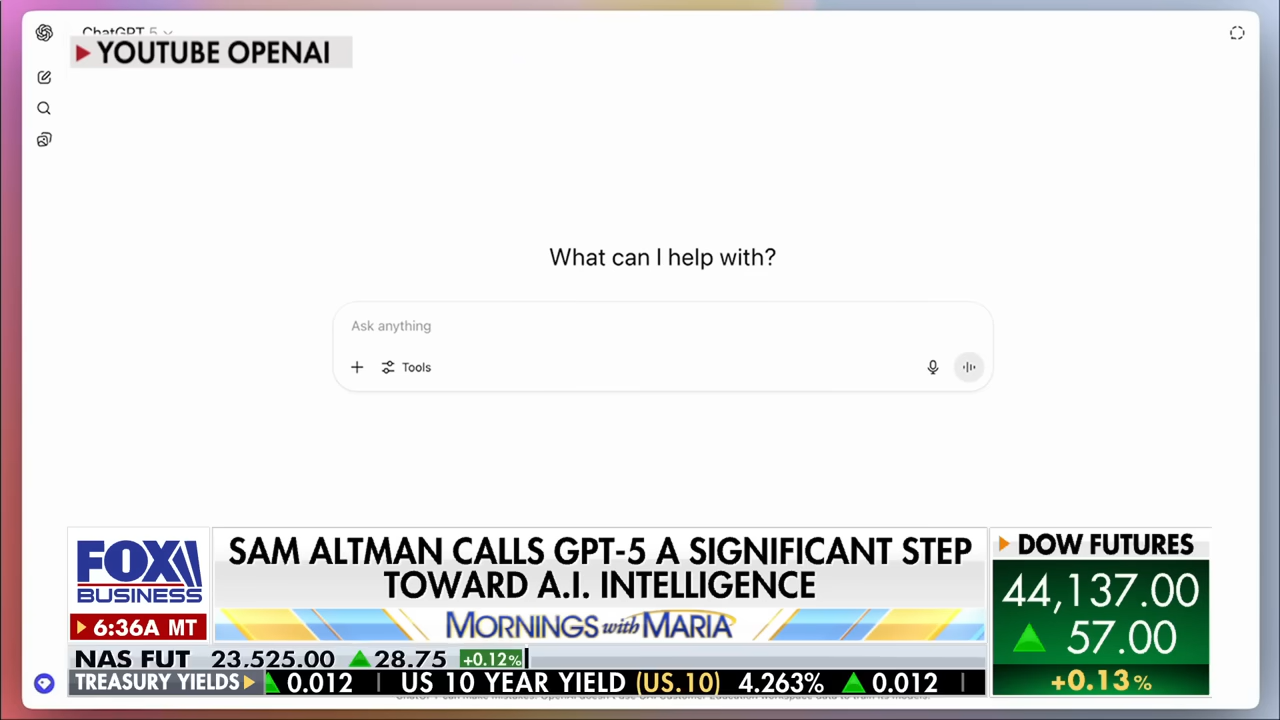 ChatGPT 5
YOUTUBE OPENAI
What can I help with?
Ask anything
Tools
FOX
BUSINESS
6:36A MT
SAM ALTMAN CALLS GPT-5 A SIGNIFICANT STEP
TOWARD A.I. INTELLIGENCE
MORNINGS with MARIA
DOW FUTURES
44,137.00
57.00
+0.13%
NAS FUT 23,525.00 28.75 +0.12%
TREASURY YIELDS 0.012 US 10 YEAR YIELD (US.10) 4.263% 0.012